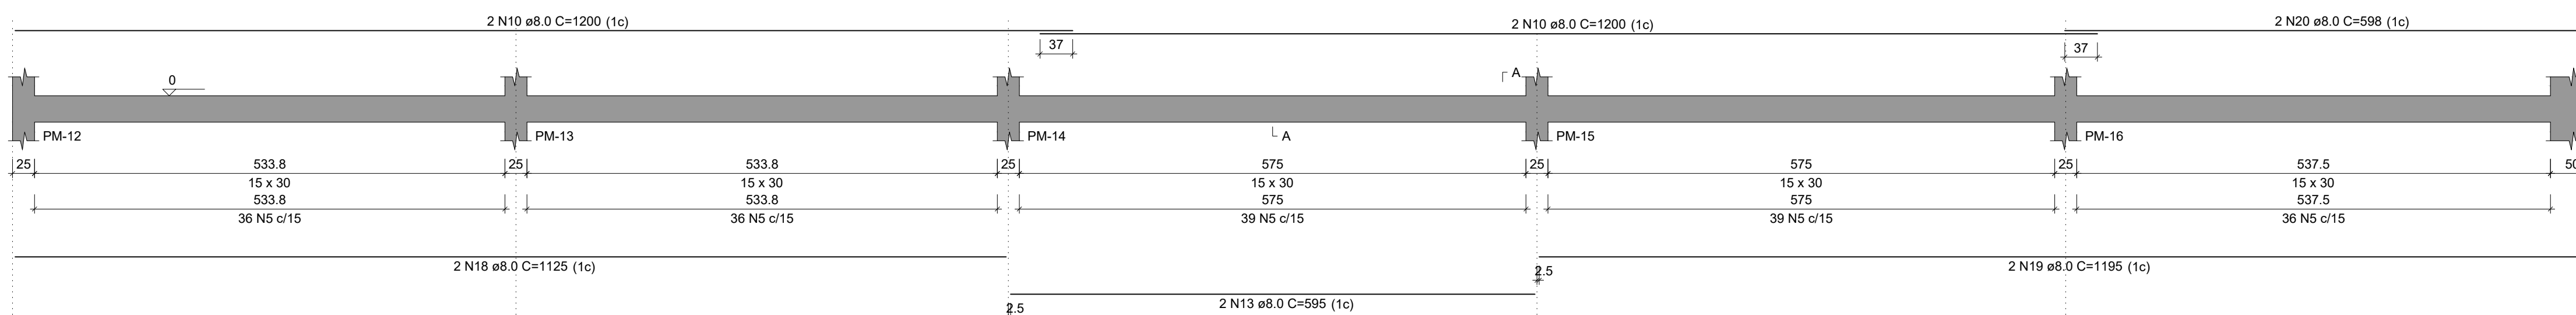 2 N10 ø8.0 C=1200 (1c)
2 N10 ø8.0 C=1200 (1c)
2 N20 ø8.0 C=598 (1c)
37
37
0
A
A
PM-12
PM-13
PM-14
PM-15
PM-16
25 533.8 25 533.8 25 575 25 575 25 537.5 50
15 x 30 15 x 30 15 x 30 15 x 30 15 x 30
533.8 533.8 575 575 537.5
36 N5 c/15 36 N5 c/15 39 N5 c/15 39 N5 c/15 36 N5 c/15
2 N18 ø8.0 C=1125 (1c)
2 N19 ø8.0 C=1195 (1c)
2.5
2 N13 ø8.0 C=595 (1c)
2.5